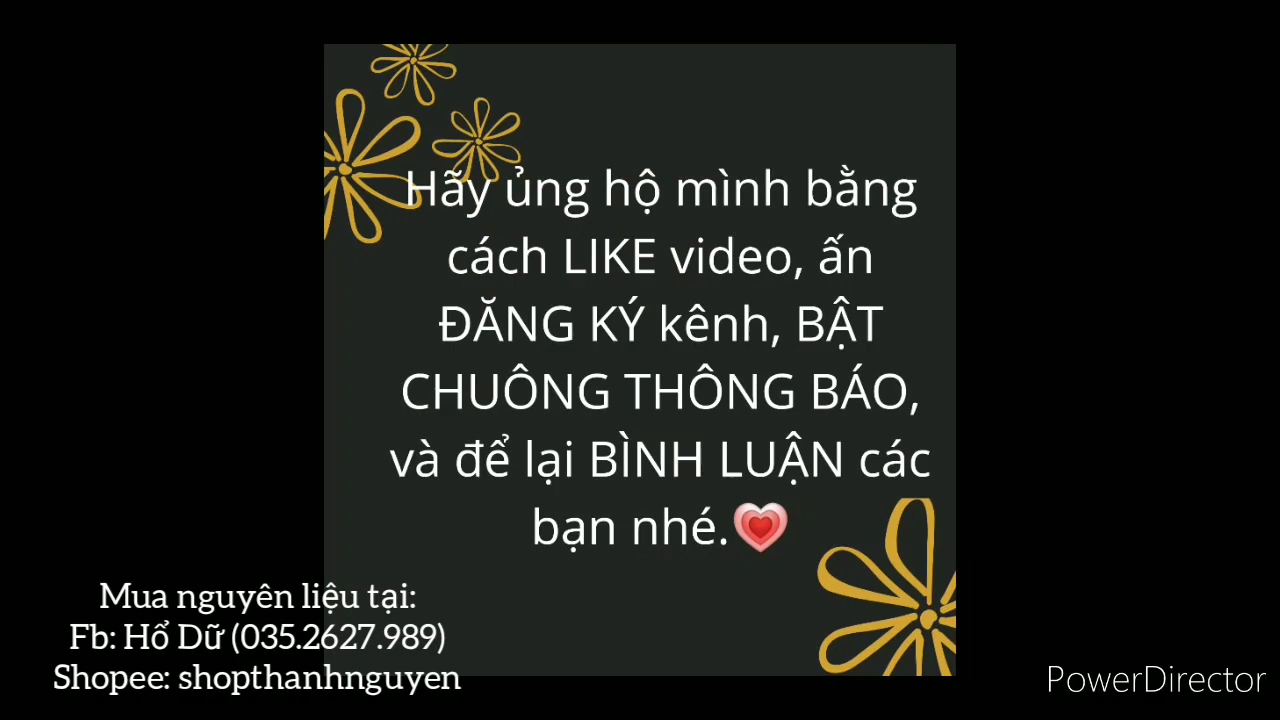 Hãy ủng hộ mình bằng
cách LIKE video, ấn
ĐĂNG KÝ kênh, BẬT
CHUÔNG THÔNG BÁO,
và để lại BÌNH LUẬN các
bạn nhé.💗
Mua nguyên liệu tại:
Fb: Hổ Dữ (035.2627.989)
Shopee: shopthanhnguyen
PowerDirector